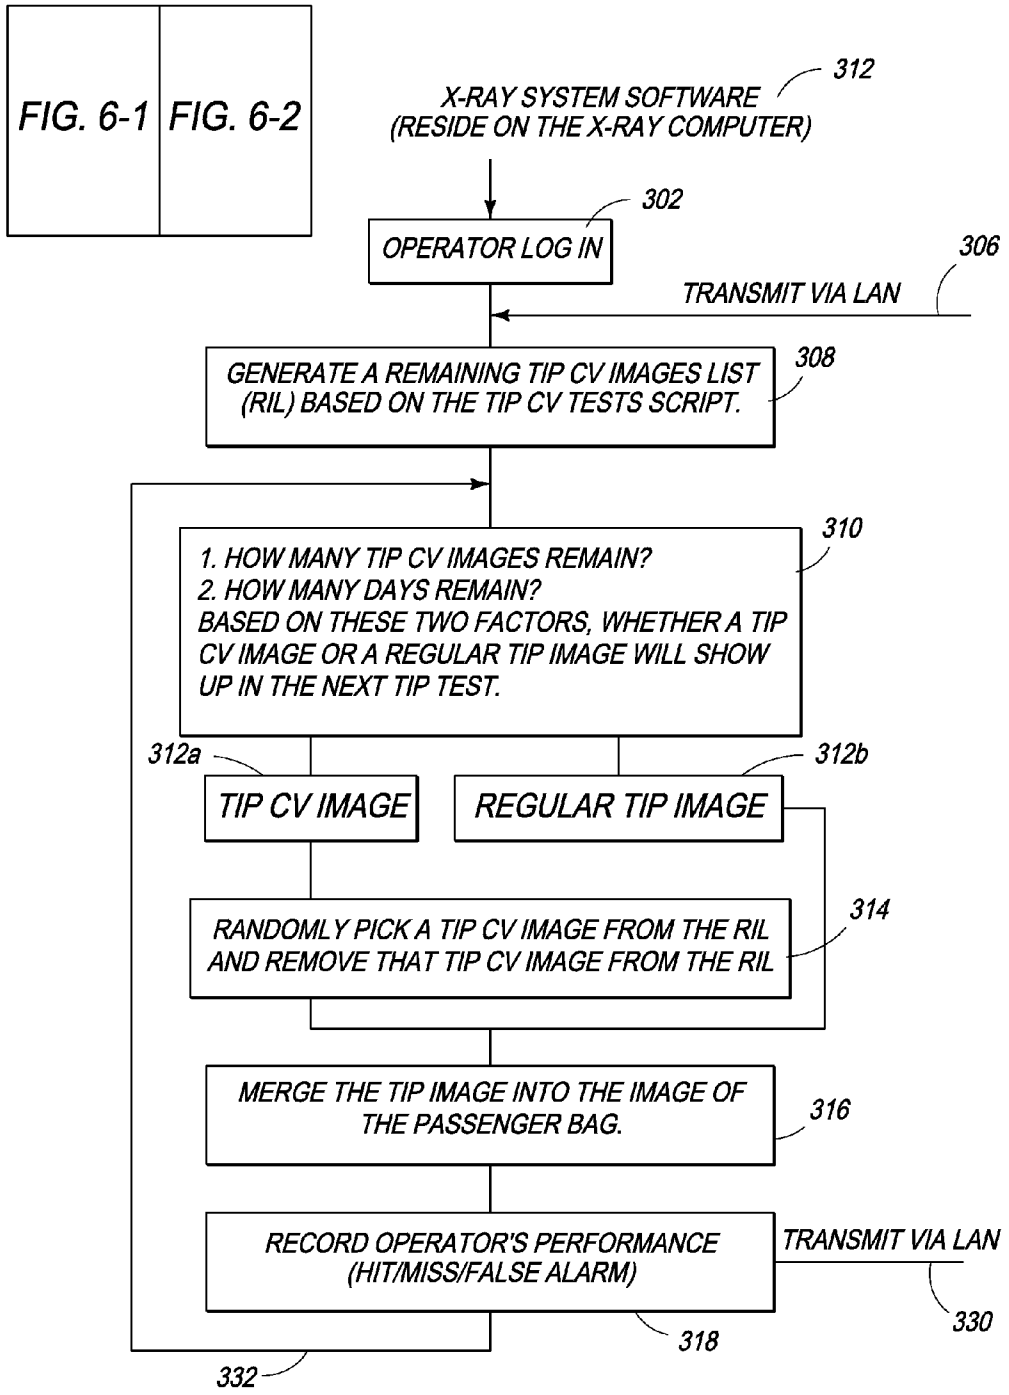 FIG. 6-1
FIG. 6-2
312
X-RAY SYSTEM SOFTWARE
(RESIDE ON THE X-RAY COMPUTER)
302
OPERATOR LOG IN
306
TRANSMIT VIA LAN
308
GENERATE A REMAINING TIP CV IMAGES LIST
(RIL) BASED ON THE TIP CV TESTS SCRIPT.
310
1. HOW MANY TIP CV IMAGES REMAIN?
2. HOW MANY DAYS REMAIN?
BASED ON THESE TWO FACTORS, WHETHER A TIP
CV IMAGE OR A REGULAR TIP IMAGE WILL SHOW
UP IN THE NEXT TIP TEST.
312a
312b
TIP CV IMAGE
REGULAR TIP IMAGE
314
RANDOMLY PICK A TIP CV IMAGE FROM THE RIL
AND REMOVE THAT TIP CV IMAGE FROM THE RIL
MERGE THE TIP IMAGE INTO THE IMAGE OF
THE PASSENGER BAG.
316
RECORD OPERATOR'S PERFORMANCE
(HIT/MISS/FALSE ALARM)
TRANSMIT VIA LAN
330
318
332